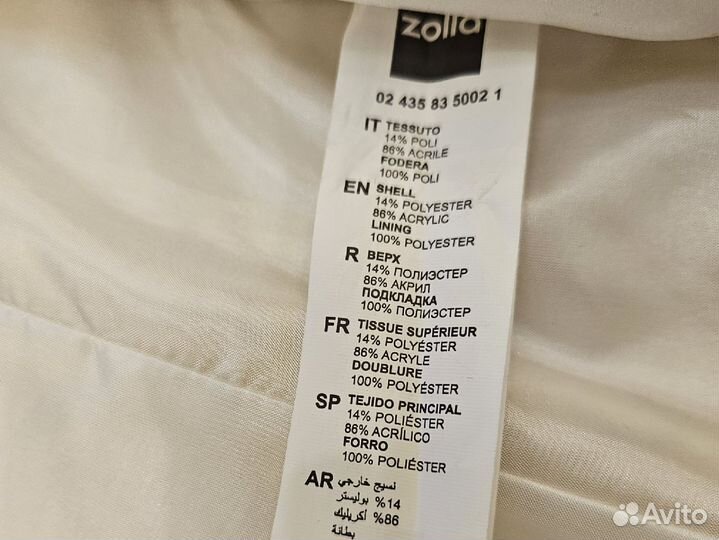 zolla
02 435 83 5002 1
IT TESSUTO
14% POLI
86% ACRILE
FODERA
100% POLI
EN SHELL
14% POLYESTER
86% ACRYLIC
LINING
100% POLYESTER
R ВЕРХ
14% ПОЛИЭСТЕР
86% АКРИЛ
ПОДКЛАДКА
100% ПОЛИЭСТЕР
FR TISSUE SUPÉRIEUR
14% POLYÉSTER
86% ACRYLE
DOUBLURE
100% POLYÉSTER
SP TEJIDO PRINCIPAL
14% POLIÉSTER
86% ACRÍLICO
FORRO
100% POLIÉSTER
AR نسيج خارجي
14% بوليستر
86% أكريليك
بطانة
Avito